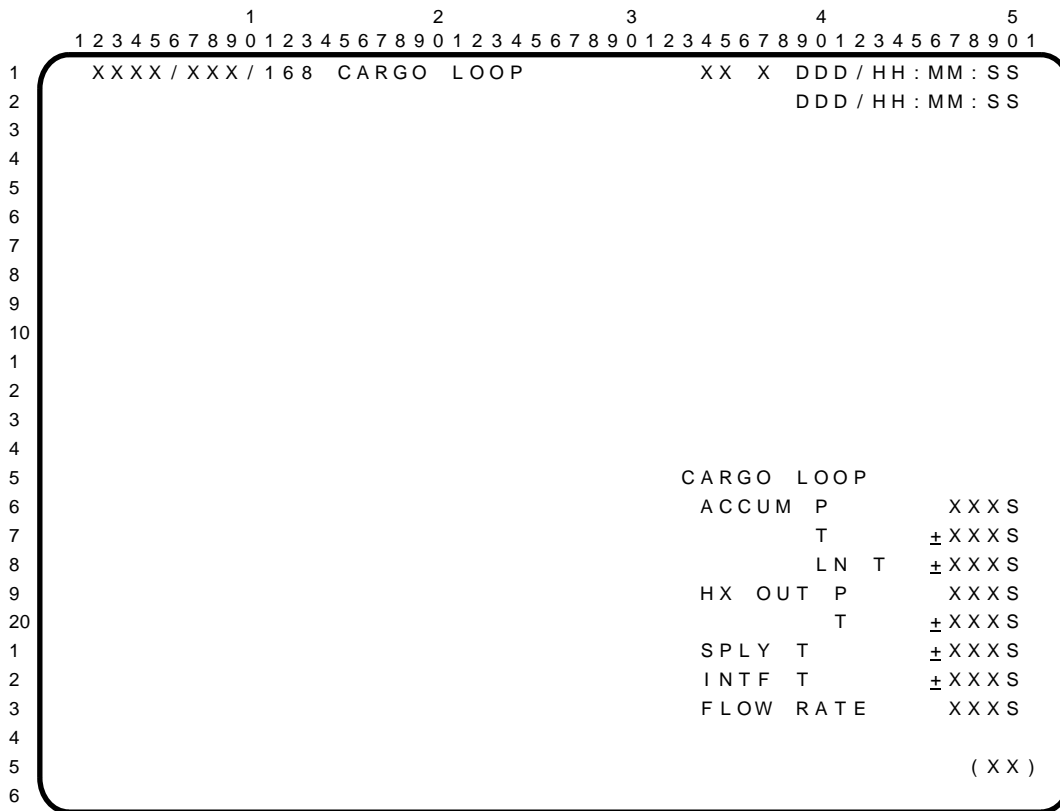 1 2 3 4 5
1 2 3 4 5 6 7 8 9 0 1 2 3 4 5 6 7 8 9 0 1 2 3 4 5 6 7 8 9 0 1 2 3 4 5 6 7 8 9 0 1 2 3 4 5 6 7 8 9 0 1
1 XXXX/XXX/168 CARGO LOOP XX X DDD/HH:MM:SS
2 DDD/HH:MM:SS
3
4
5
6
7
8
9
10
1
2
3
4
5 CARGO LOOP
6 ACCUM P XXXS
7 T ±XXXS
8 LN T ±XXXS
9 HX OUT P XXXS
20 T ±XXXS
1 SPLY T ±XXXS
2 INTF T ±XXXS
3 FLOW RATE XXXS
4
5 (XX)
6